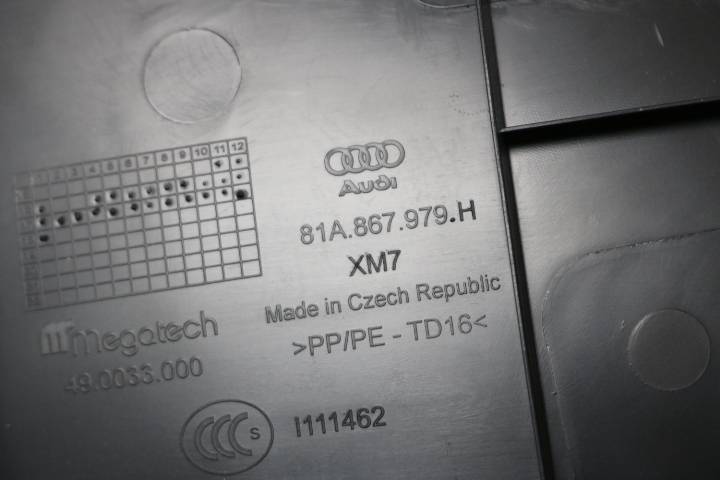 1 2 3 4 5 6 7 8 9 10 11 12
Audi
81A.867.979.H
XM7
Made in Czech Republic
>PP/PE - TD16<
megatech
49.0033.000
CCC S
I111462